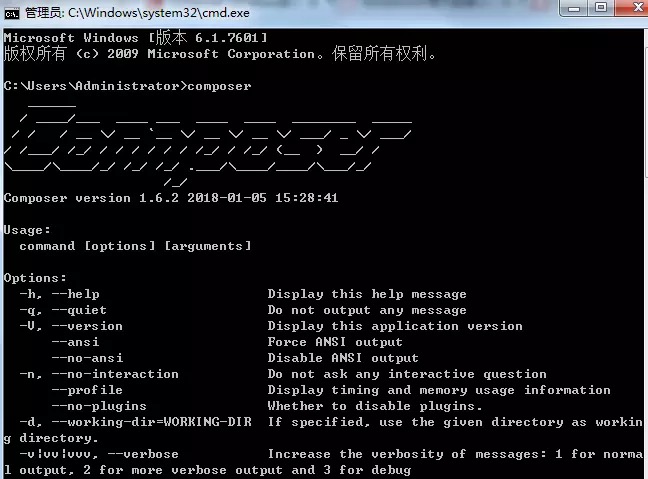 管理员: C:\Windows\system32\cmd.exe
Microsoft Windows [版本 6.1.7601]
版权所有 (c) 2009 Microsoft Corporation。保留所有权利。
C:\Users\Administrator>composer
Composer
Composer version 1.6.2 2018-01-05 15:28:41
Usage:
command [options] [arguments]
Options:
-h, --help Display this help message
-q, --quiet Do not output any message
-V, --version Display this application version
--ansi Force ANSI output
--no-ansi Disable ANSI output
-n, --no-interaction Do not ask any interactive question
--profile Display timing and memory usage information
--no-plugins Whether to disable plugins.
-d, --working-dir=WORKING-DIR If specified, use the given directory as workin
g directory.
-v|vv|vvv, --verbose Increase the verbosity of messages: 1 for norma
l output, 2 for more verbose output and 3 for debug